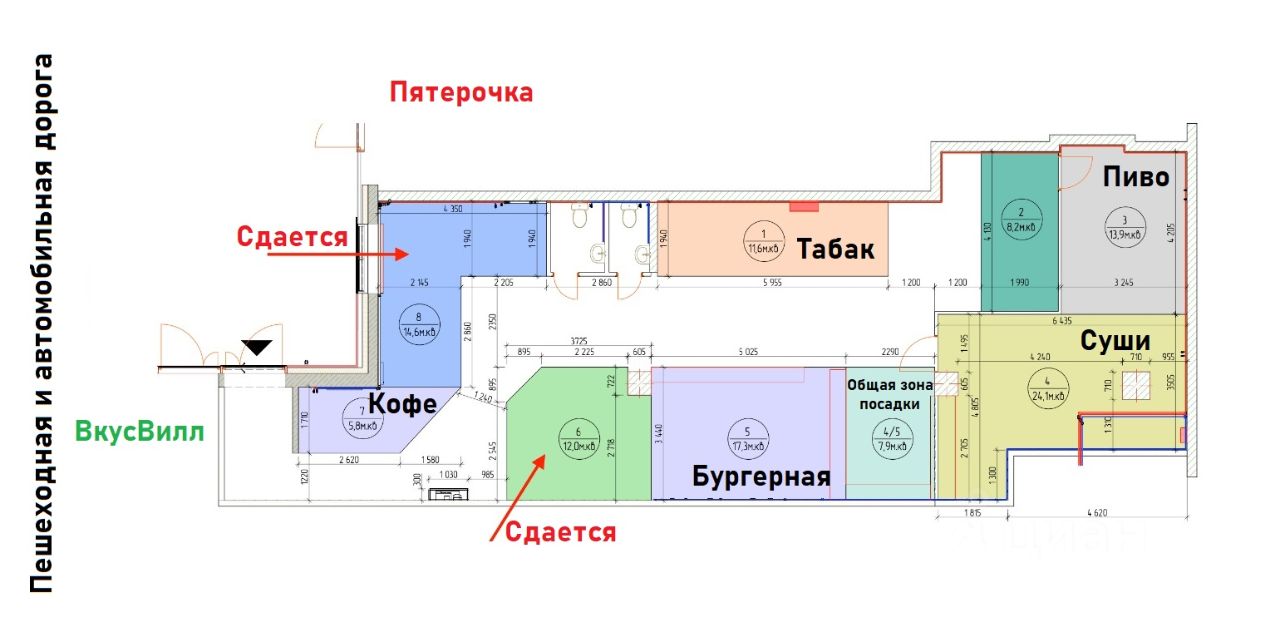 Пешеходная и автомобильная дорога
Пятерочка
Сдается
ВкусВилл
4 350
1 940
1 940
2 145
2 205
2 860
8
14,6м.кв
2 860
2350
1
11,6м.кв
Табак
1 940
5 955
1 200
1 200
2
8,2м.кв
4 130
1 990
Пиво
3
13,9м.кв
4 205
3 245
6 435
Суши
1 495
4 240
710
955
605
710
3505
4
24,1м.кв
4 805
1 310
2 705
1 300
1 815
4 620
3725
895
2 225
605
5 025
2290
895
722
1 240
Кофе
7
5,8м.кв
1 710
2 620
1 580
1220
300
1 030
985
2 545
6
12,0м.кв
2 718
3 440
5
17,3м.кв
Бургерная
Общая зона
посадки
4/5
7,9м.кв
Сдается
циан